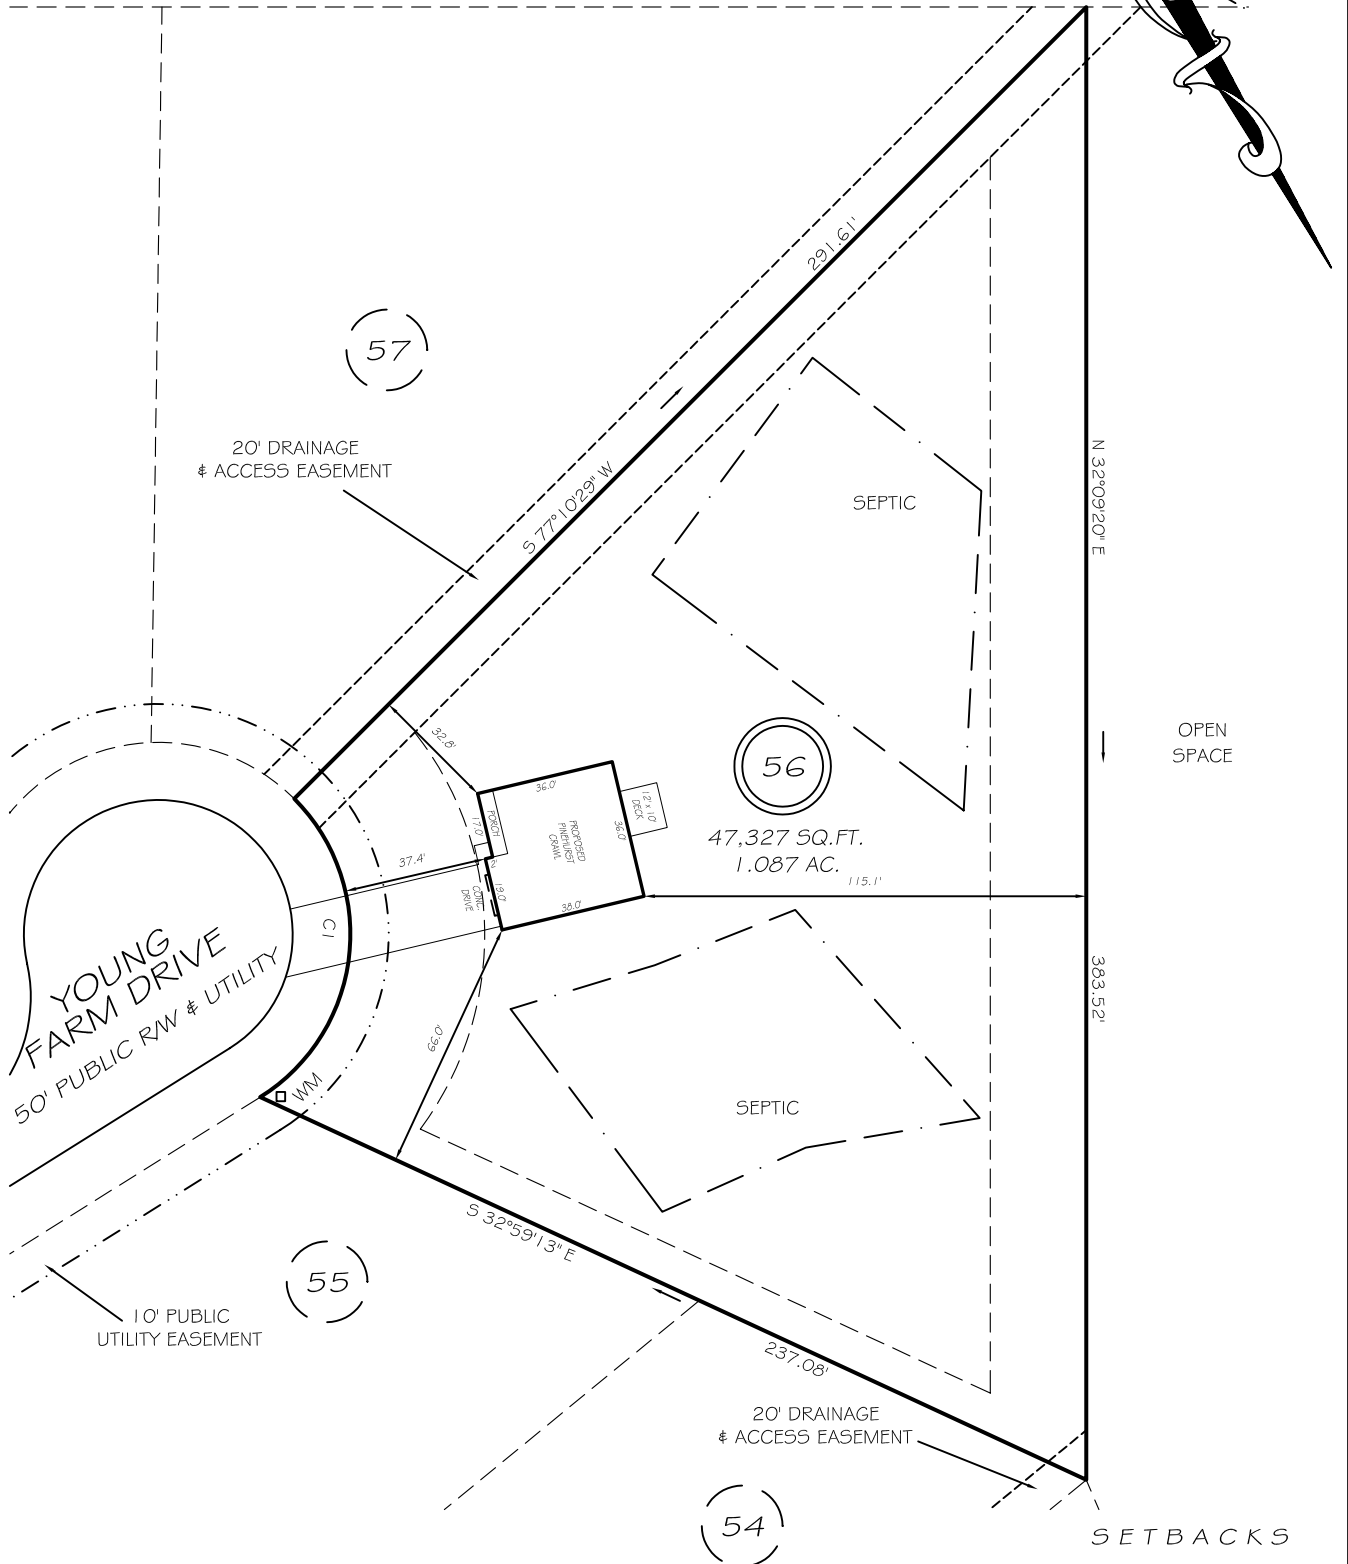 291.61'
57
20' DRAINAGE
& ACCESS EASEMENT
S 77°10'29" W
N 32°09'20" E
SEPTIC
OPEN
SPACE
32.8'
36.0'
12' x 10'
DECK
PORCH
17.0'
PROPOSED
PINEHURST
CRAWL
36.0'
56
47,327 SQ.FT.
1.087 AC.
115.1'
37.4'
2'
CONC.
DRIVE
19.0'
38.0'
C1
YOUNG
FARM DRIVE
50' PUBLIC R/W & UTILITY
383.52'
66.0'
WM
SEPTIC
S 32°59'13" E
55
10' PUBLIC
UTILITY EASEMENT
237.08'
20' DRAINAGE
& ACCESS EASEMENT
54
SETBACKS